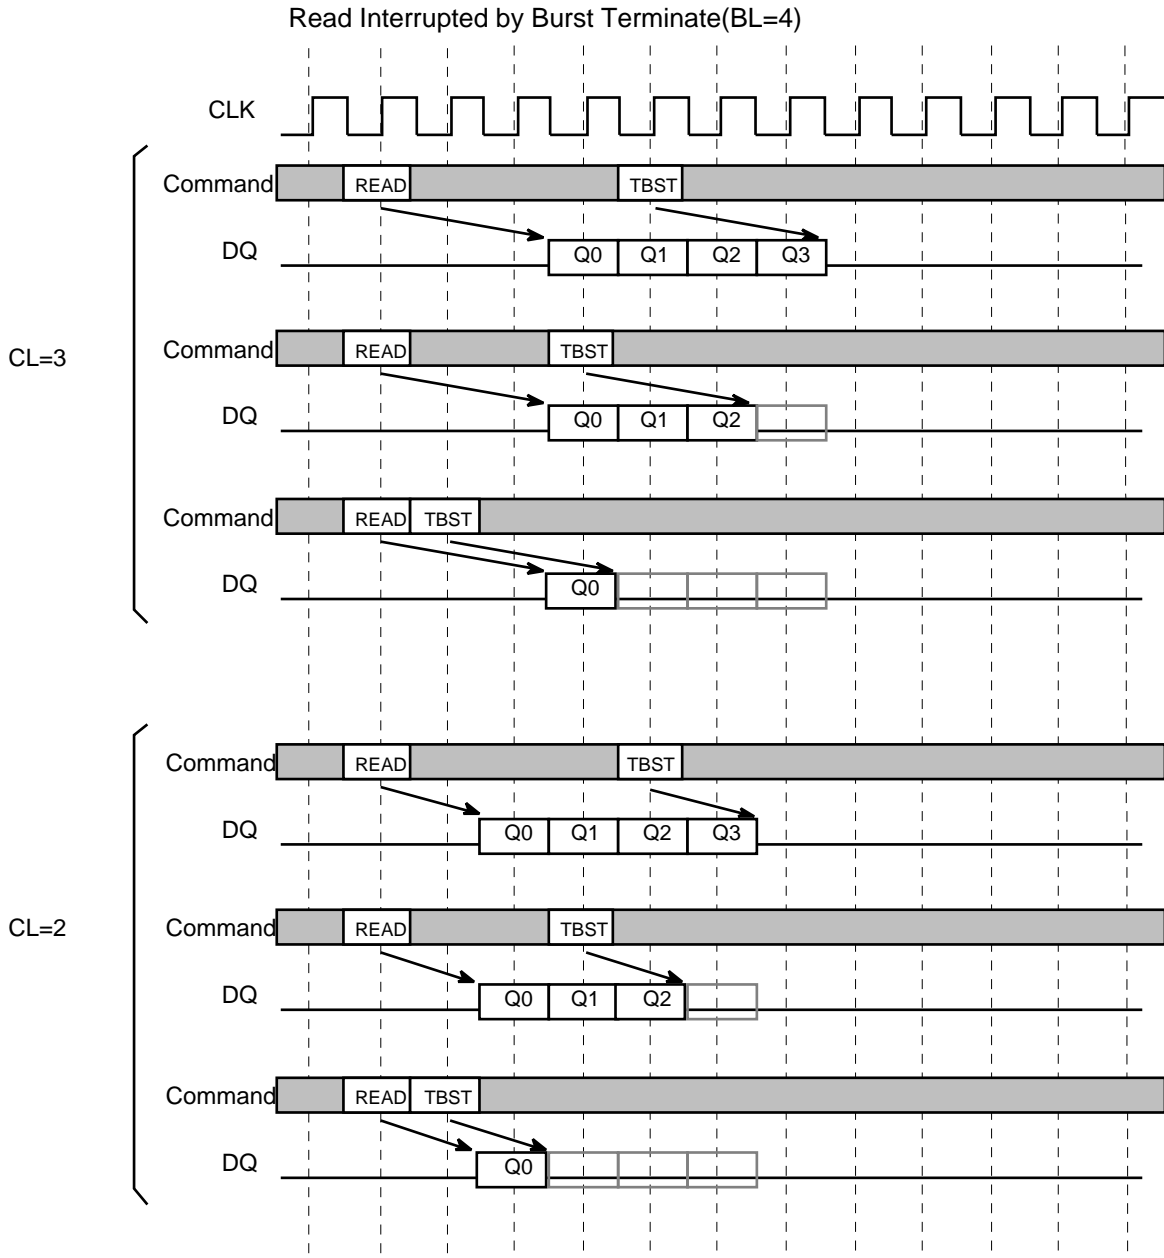 Read Interrupted by Burst Terminate(BL=4)
CLK
Command READ TBST
DQ Q0 Q1 Q2 Q3
CL=3
Command READ TBST
DQ Q0 Q1 Q2
Command READ TBST
DQ Q0
Command READ TBST
DQ Q0 Q1 Q2 Q3
CL=2
Command READ TBST
DQ Q0 Q1 Q2
Command READ TBST
DQ Q0